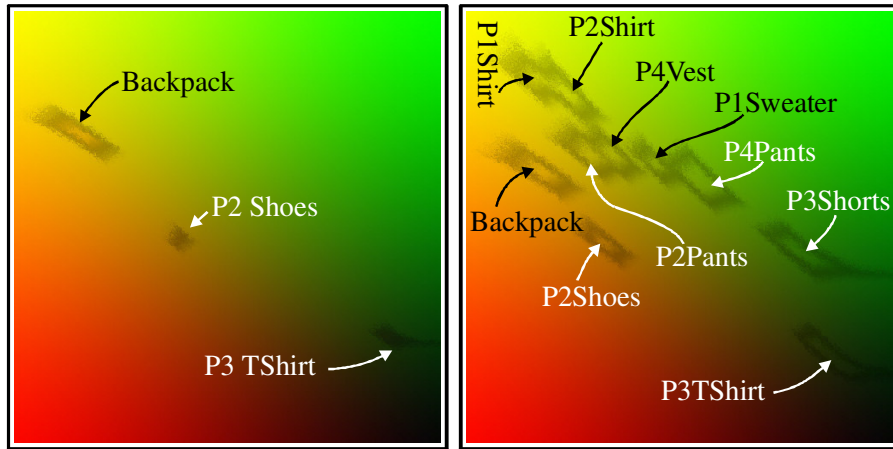 Backpack
P2 Shoes
P3 TShirt
P1Shirt
P2Shirt
P4Vest
P1Sweater
P4Pants
P3Shorts
Backpack
P2Pants
P2Shoes
P3TShirt